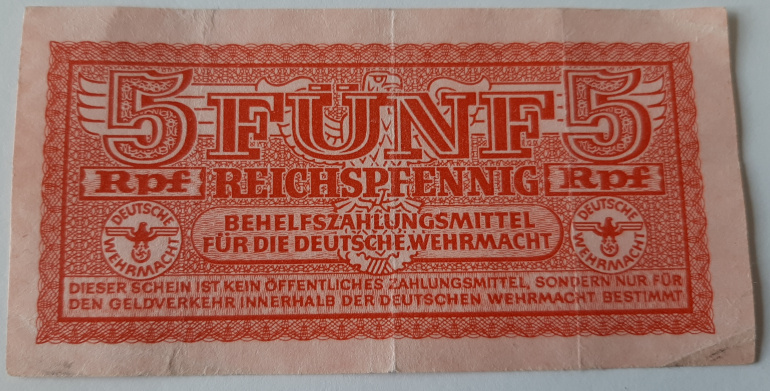 5 FÜNF 5
Rpf REICHSPFENNIG Rpf
BEHELFSZAHLUNGSMITTEL
FÜR DIE DEUTSCHE WEHRMACHT
DEUTSCHE WEHRMACHT
DEUTSCHE WEHRMACHT
DIESER SCHEIN IST KEIN ÖFFENTLICHES ZAHLUNGSMITTEL, SONDERN NUR FÜR
DEN GELDVERKEHR INNERHALB DER DEUTSCHEN WEHRMACHT BESTIMMT